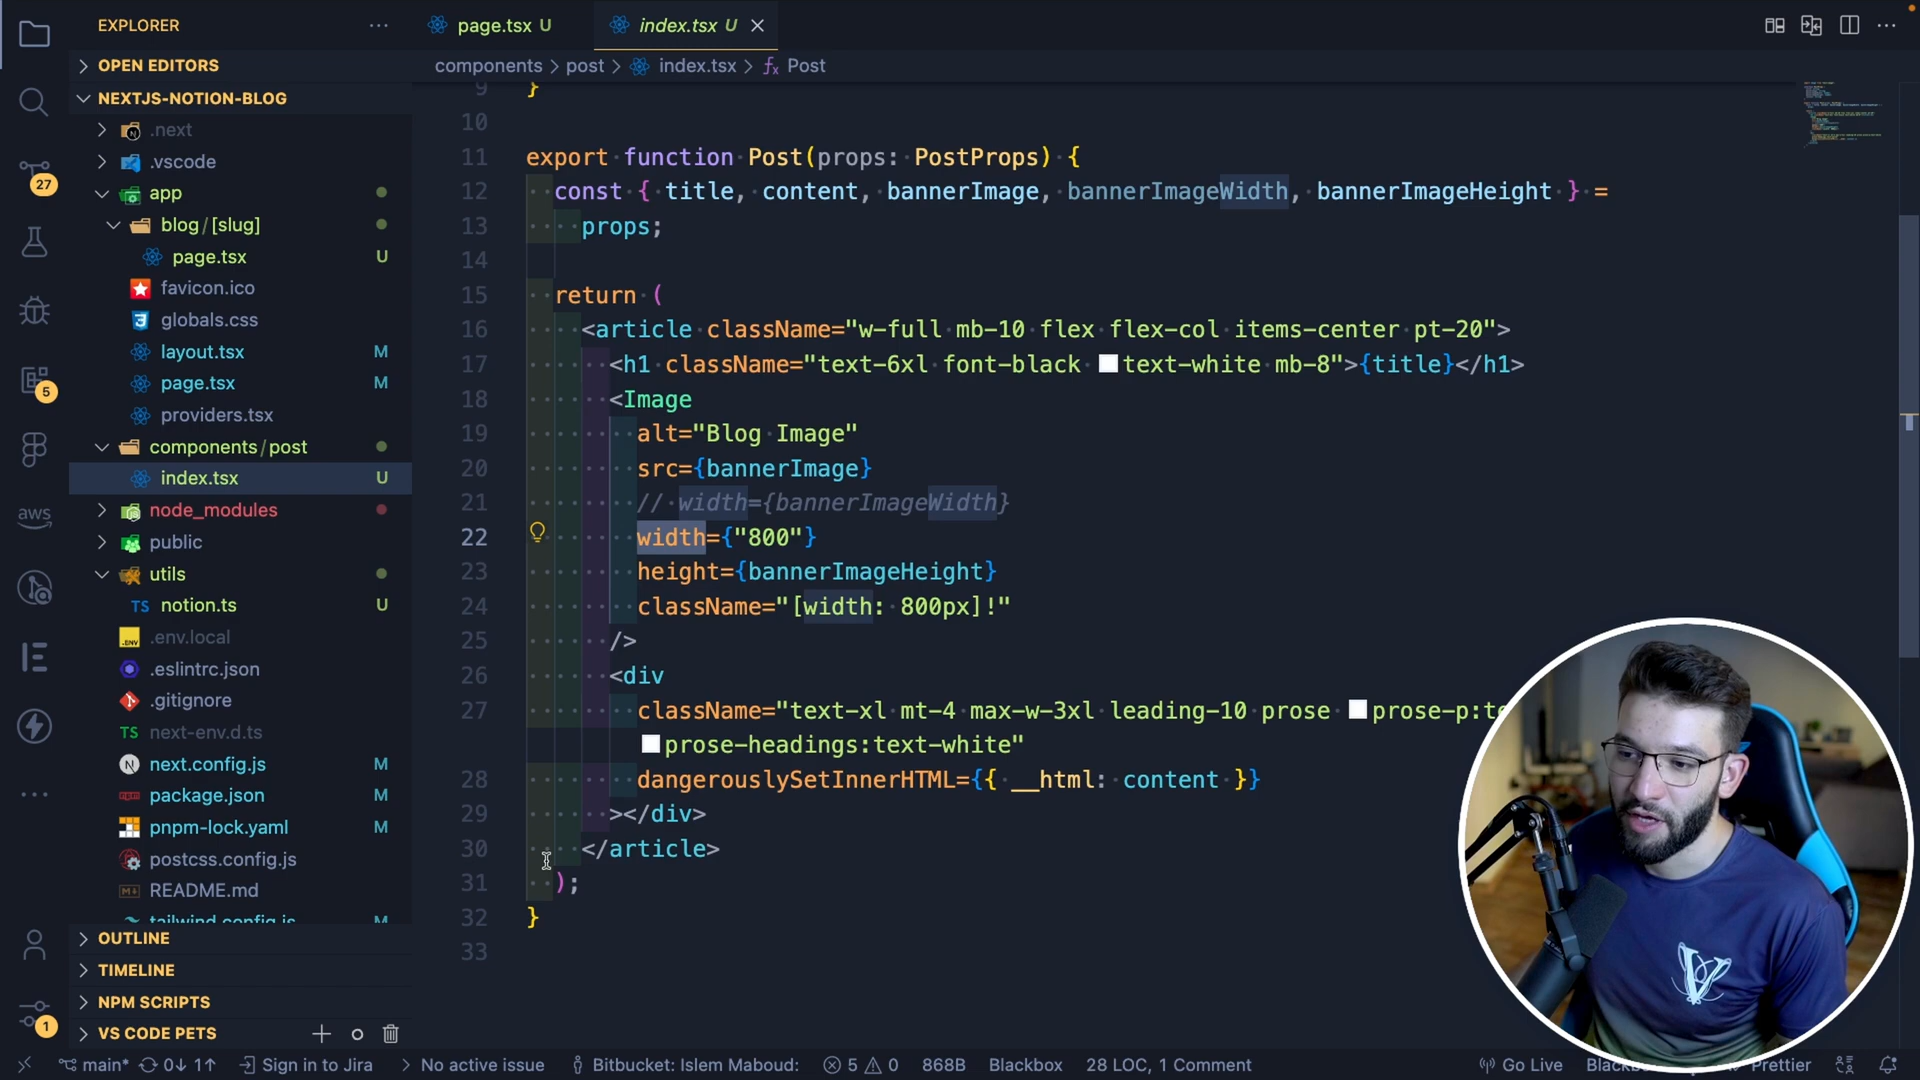 EXPLORER
page.tsx U
index.tsx U
OPEN EDITORS
components > post > index.tsx > Post
NEXTJS-NOTION-BLOG
.next
.vscode
app
blog/[slug]
page.tsx U
favicon.ico
globals.css
layout.tsx M
page.tsx M
providers.tsx
components/post
index.tsx U
node_modules
public
utils
TS notion.ts U
.ENV .env.local
.eslintrc.json
.gitignore
TS next-env.d.ts
next.config.js M
package.json M
pnpm-lock.yaml M
postcss.config.js
README.md
tailwind.config.js M
OUTLINE
TIMELINE
NPM SCRIPTS
VS CODE PETS
27
5
aws
1
9 }
10
11 export function Post(props: PostProps) {
12 const { title, content, bannerImage, bannerImageWidth, bannerImageHeight } =
13 props;
14
15 return (
16 <article className="w-full mb-10 flex flex-col items-center pt-20">
17 <h1 className="text-6xl font-black text-white mb-8">{title}</h1>
18 <Image
19 alt="Blog Image"
20 src={bannerImage}
21 // width={bannerImageWidth}
22 width={"800"}
23 height={bannerImageHeight}
24 className="[width: 800px]!"
25 />
26 <div
27 className="text-xl mt-4 max-w-3xl leading-10 prose prose-p:te
prose-headings:text-white"
28 dangerouslySetInnerHTML={{ __html: content }}
29 ></div>
30 </article>
31 );
32 }
33
main* 0↓ 1↑ Sign in to Jira No active issue Bitbucket: Islem Maboud: 5 0 868B Blackbox 28 LOC, 1 Comment Go Live Prettier